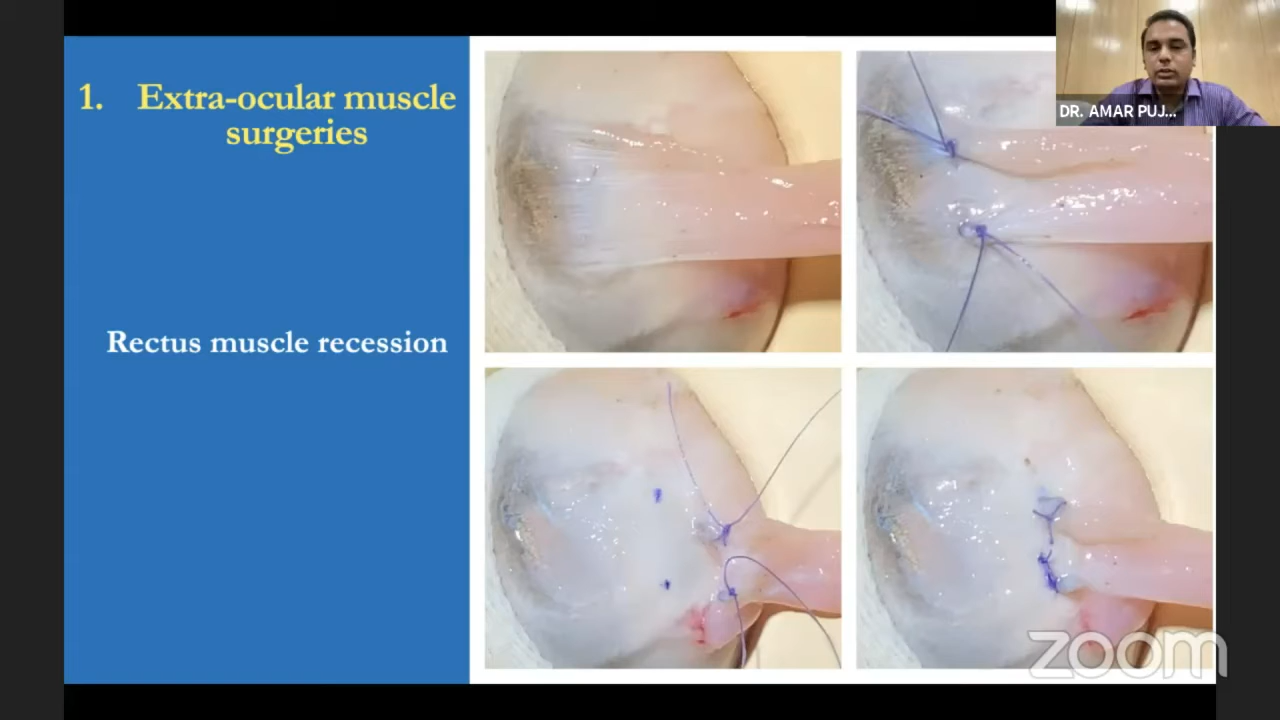 1. Extra-ocular muscle
surgeries
Rectus muscle recession
DR. AMAR PUJ...
zoom